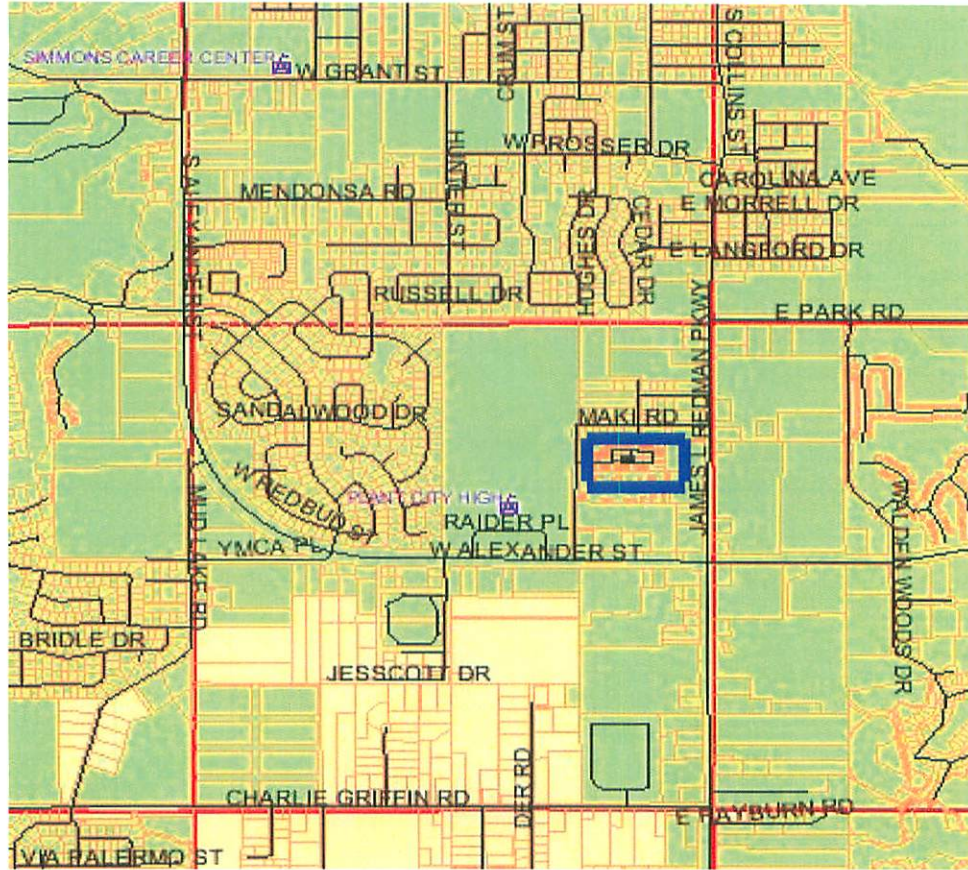 SIMMONS CAREER CENTER
W GRANT ST
CRUM ST
S COLLINS ST
HUNTER ST
W PROSSER DR
CAROLINA AVE
MENDONSA RD
E MORRELL DR
S ALEXANDER ST
HUGHES DR
CEDAR DR
E LANGFORD DR
RUSSELL DR
E PARK RD
JAMES L REDMAN PKWY
SANDALWOOD DR
MAKI RD
W REDBUD ST
PLANT CITY HIGH
RAIDER PL
YMCA PL
W ALEXANDER ST
MUD LAKE RD
WALDEN WOODS DR
BRIDLE DR
JESSCOTT DR
DER RD
CHARLIE GRIFFIN RD
E RAYBURN RD
VIA PALERMO ST